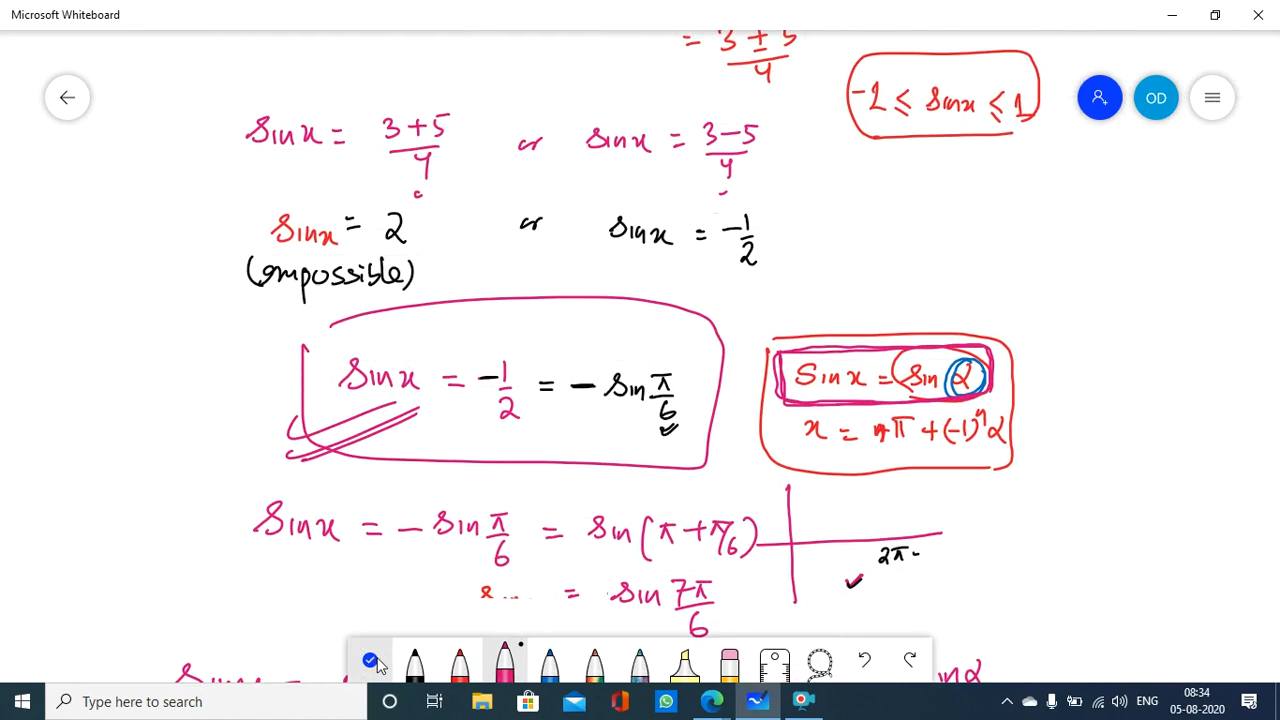 Microsoft Whiteboard
= 3 ± 5 / 4
-1 ≤ sinx ≤ 1
OD
sinx = 3+5 / 4 or sinx = 3-5 / 4
sinx = 2 or sinx = -1/2
(impossible)
sinx = -1/2 = - sin π/6
sinx = sin α
x = nπ + (-1)^n α
sinx = - sin π/6 = sin(π + π/6)
2π -
= sin 7π/6
Type here to search
ENG
08:34
05-08-2020